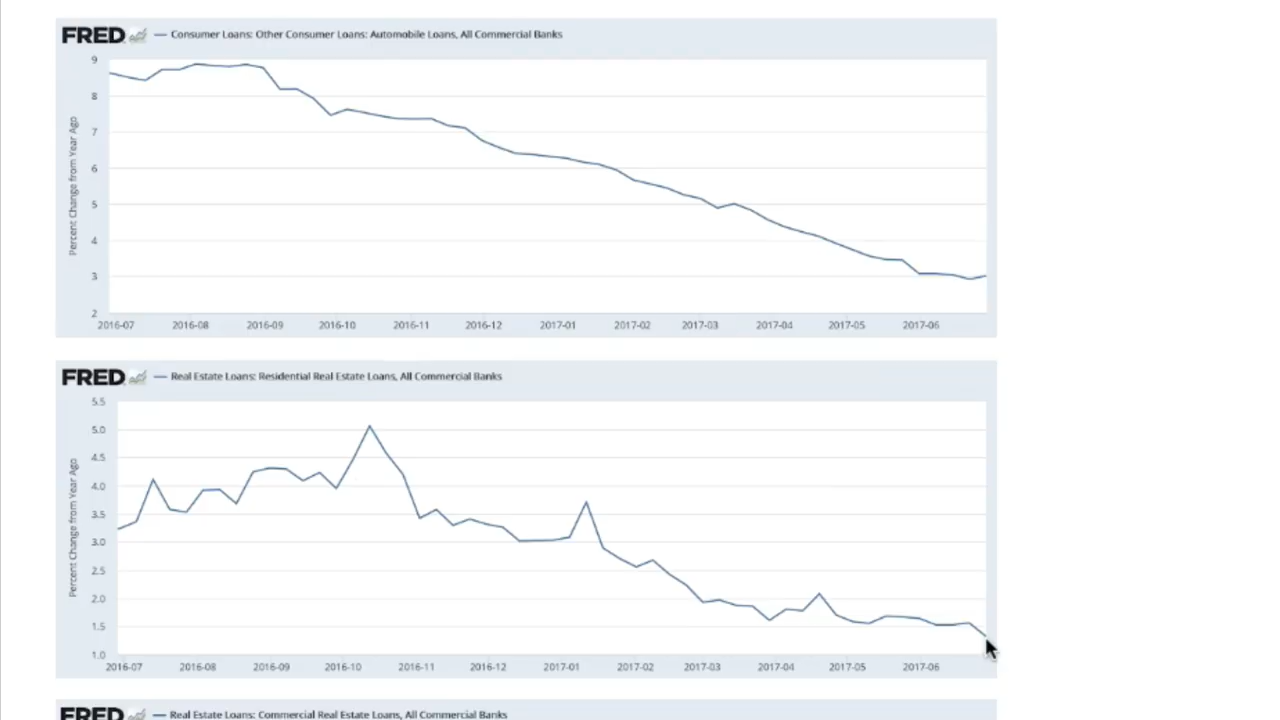 FRED — Consumer Loans: Other Consumer Loans: Automobile Loans, All Commercial Banks
Percent Change from Year Ago
9
8
7
6
5
4
3
2
2016-07 2016-08 2016-09 2016-10 2016-11 2016-12 2017-01 2017-02 2017-03 2017-04 2017-05 2017-06
FRED — Real Estate Loans: Residential Real Estate Loans, All Commercial Banks
Percent Change from Year Ago
5.5
5.0
4.5
4.0
3.5
3.0
2.5
2.0
1.5
1.0
2016-07 2016-08 2016-09 2016-10 2016-11 2016-12 2017-01 2017-02 2017-03 2017-04 2017-05 2017-06
FRED — Real Estate Loans: Commercial Real Estate Loans, All Commercial Banks